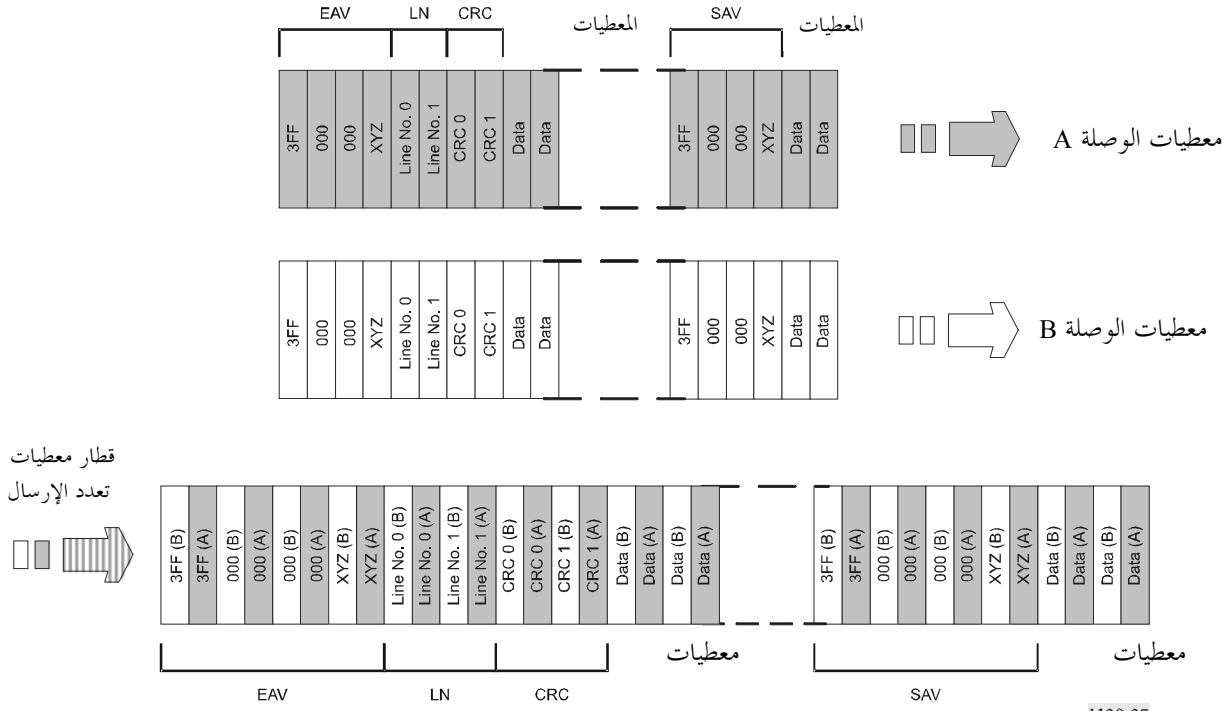 EAV LN CRC المعطيات SAV المعطيات
3FF 000 000 XYZ Line No. 0 Line No. 1 CRC 0 CRC 1 Data Data 3FF 000 000 XYZ Data Data
معطيات الوصلة A
3FF 000 000 XYZ Line No. 0 Line No. 1 CRC 0 CRC 1 Data Data 3FF 000 000 XYZ Data Data
معطيات الوصلة B
قطار معطيات
تعدد الإرسال
3FF (B) 3FF (A) 000 (B) 000 (A) 000 (B) 000 (A) XYZ (B) XYZ (A) Line No. 0 (B) Line No. 0 (A) Line No. 1 (B) Line No. 1 (A) CRC 0 (B) CRC 0 (A) CRC 1 (B) CRC 1 (A) Data (B) Data (A) Data (B) Data (A) 3FF (B) 3FF (A) 000 (B) 000 (A) 000 (B) 000 (A) XYZ (B) XYZ (A) Data (B) Data (A) Data (B) Data (A)
معطيات معطيات
EAV LN CRC SAV